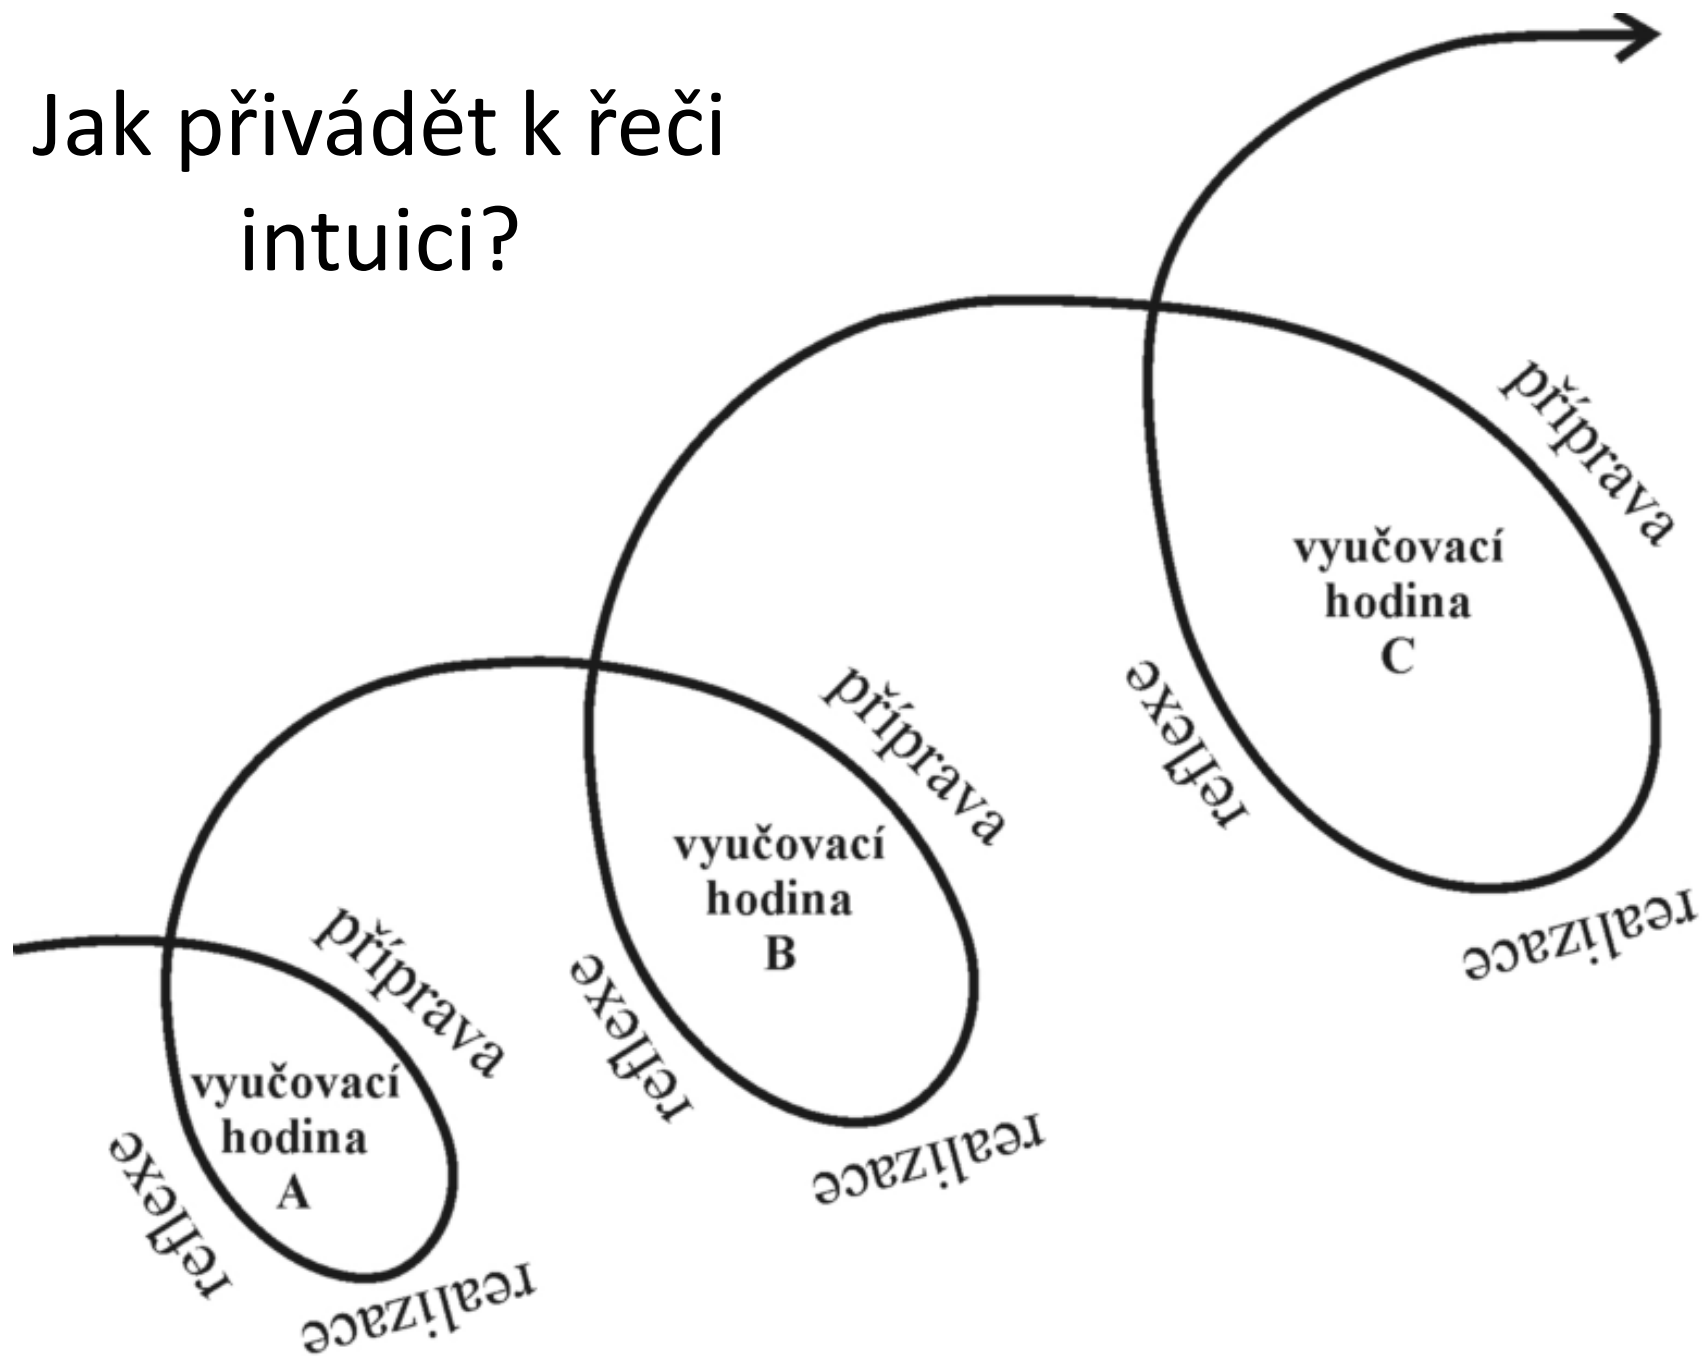 Jak přivádět k řeči
intuici?
příprava
vyučovací
hodina
C
reflexe
realizace
příprava
vyučovací
hodina
B
reflexe
realizace
příprava
vyučovací
hodina
A
reflexe
realizace